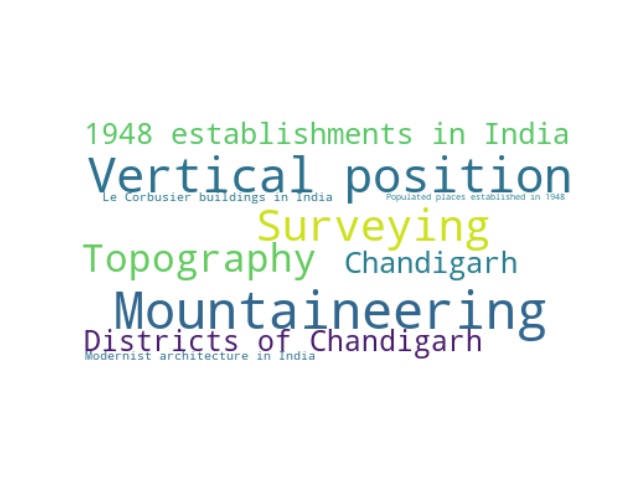 1948 establishments in India
Vertical position
Le Corbusier buildings in India
Populated places established in 1948
Surveying
Topography
Chandigarh
Mountaineering
Districts of Chandigarh
Modernist architecture in India